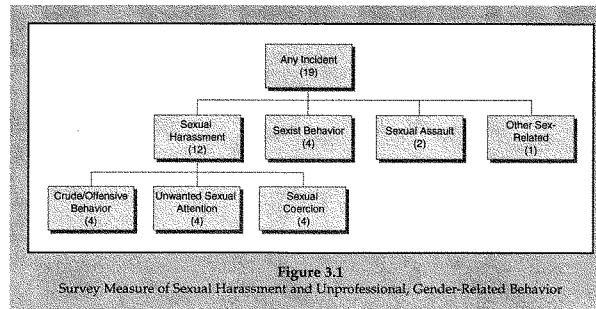 Any Incident
(19)
Sexual
Harassment
(12)
Sexist Behavior
(4)
Sexual Assault
(2)
Other Sex-
Related
(1)
Crude/Offensive
Behavior
(4)
Unwanted Sexual
Attention
(4)
Sexual
Coercion
(4)
Figure 3.1
Survey Measure of Sexual Harassment and Unprofessional, Gender-Related Behavior